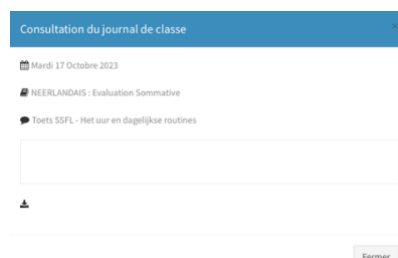 Consultation du journal de classe
×
Mardi 17 Octobre 2023
NEERLANDAIS : Evaluation Sommative
Toets SSFL - Het uur en dagelijkse routines
Fermer